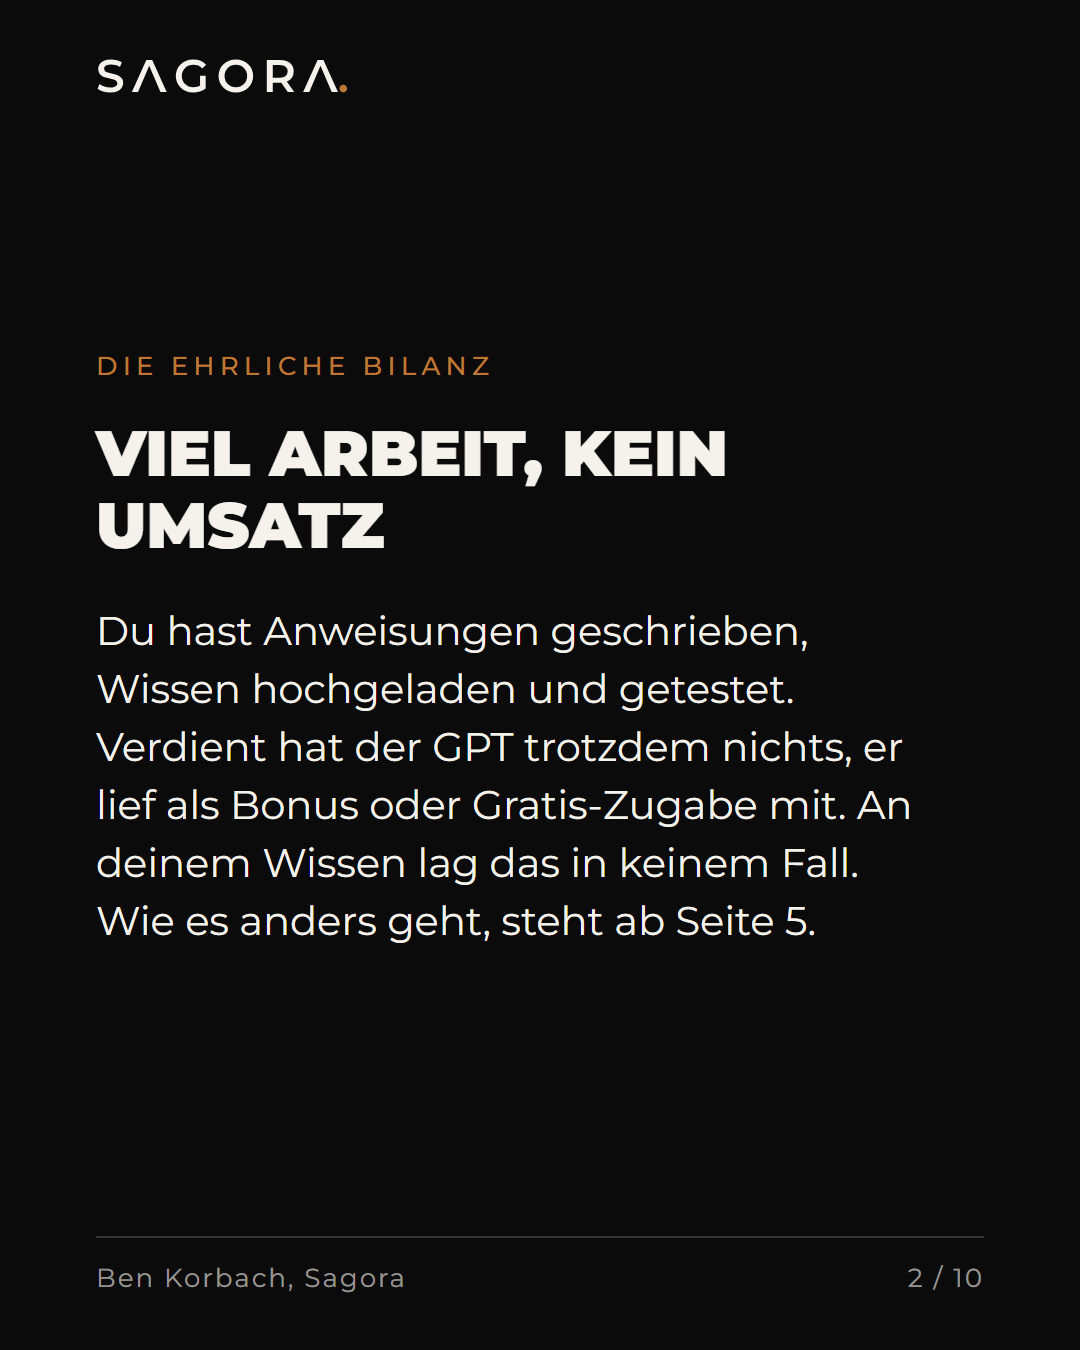 SAGORA.
DIE EHRLICHE BILANZ
VIEL ARBEIT, KEIN
UMSATZ
Du hast Anweisungen geschrieben,
Wissen hochgeladen und getestet.
Verdient hat der GPT trotzdem nichts, er
lief als Bonus oder Gratis-Zugabe mit. An
deinem Wissen lag das in keinem Fall.
Wie es anders geht, steht ab Seite 5.
Ben Korbach, Sagora
2 / 10